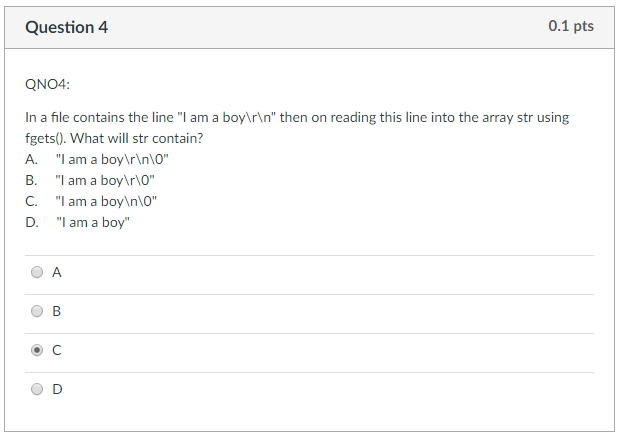 Question 4
0.1 pts
QNO4:
In a file contains the line "I am a boy\r\n" then on reading this line into the array str using
fgets(). What will str contain?
A. "I am a boy\r\n\0"
B. "I am a boy\r\0"
C. "I am a boy\n\0"
D. "I am a boy"
A
B
C
D